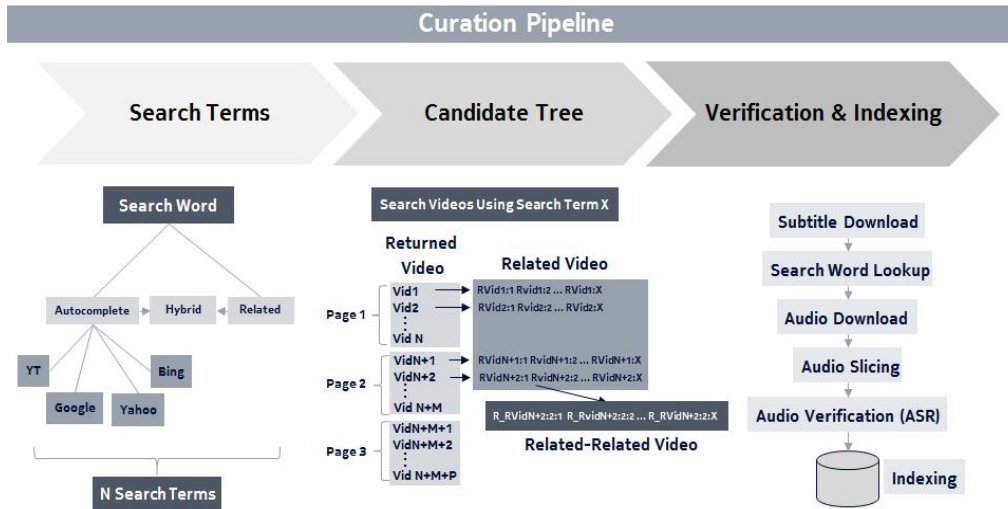 Curation Pipeline
Search Terms
Candidate Tree
Verification & Indexing
Search Word
Autocomplete
Hybrid
Related
YT
Google
Yahoo
Bing
N Search Terms
Search Videos Using Search Term X
Returned
Video
Related Video
Page 1
Vid1
Vid2
Vid N
RVid1:1 Rvid1:2 ... RVid1:X
RVid2:1 Rvid2:2 ... RVid2:X
Page 2
VidN+1
VidN+2
Vid N+M
RVidN+1:1 RvidN+1:2 ... RVidN+1:X
RVidN+2:1 RvidN+2:2 ... RVidN+2:X
R_RVidN+2:2:1 R_RvidN+2:2:2 ... R_RVidN+2:2:X
Related-Related Video
Page 3
VidN+M+1
VidN+M+2
Vid N+M+P
Subtitle Download
Search Word Lookup
Audio Download
Audio Slicing
Audio Verification (ASR)
Indexing